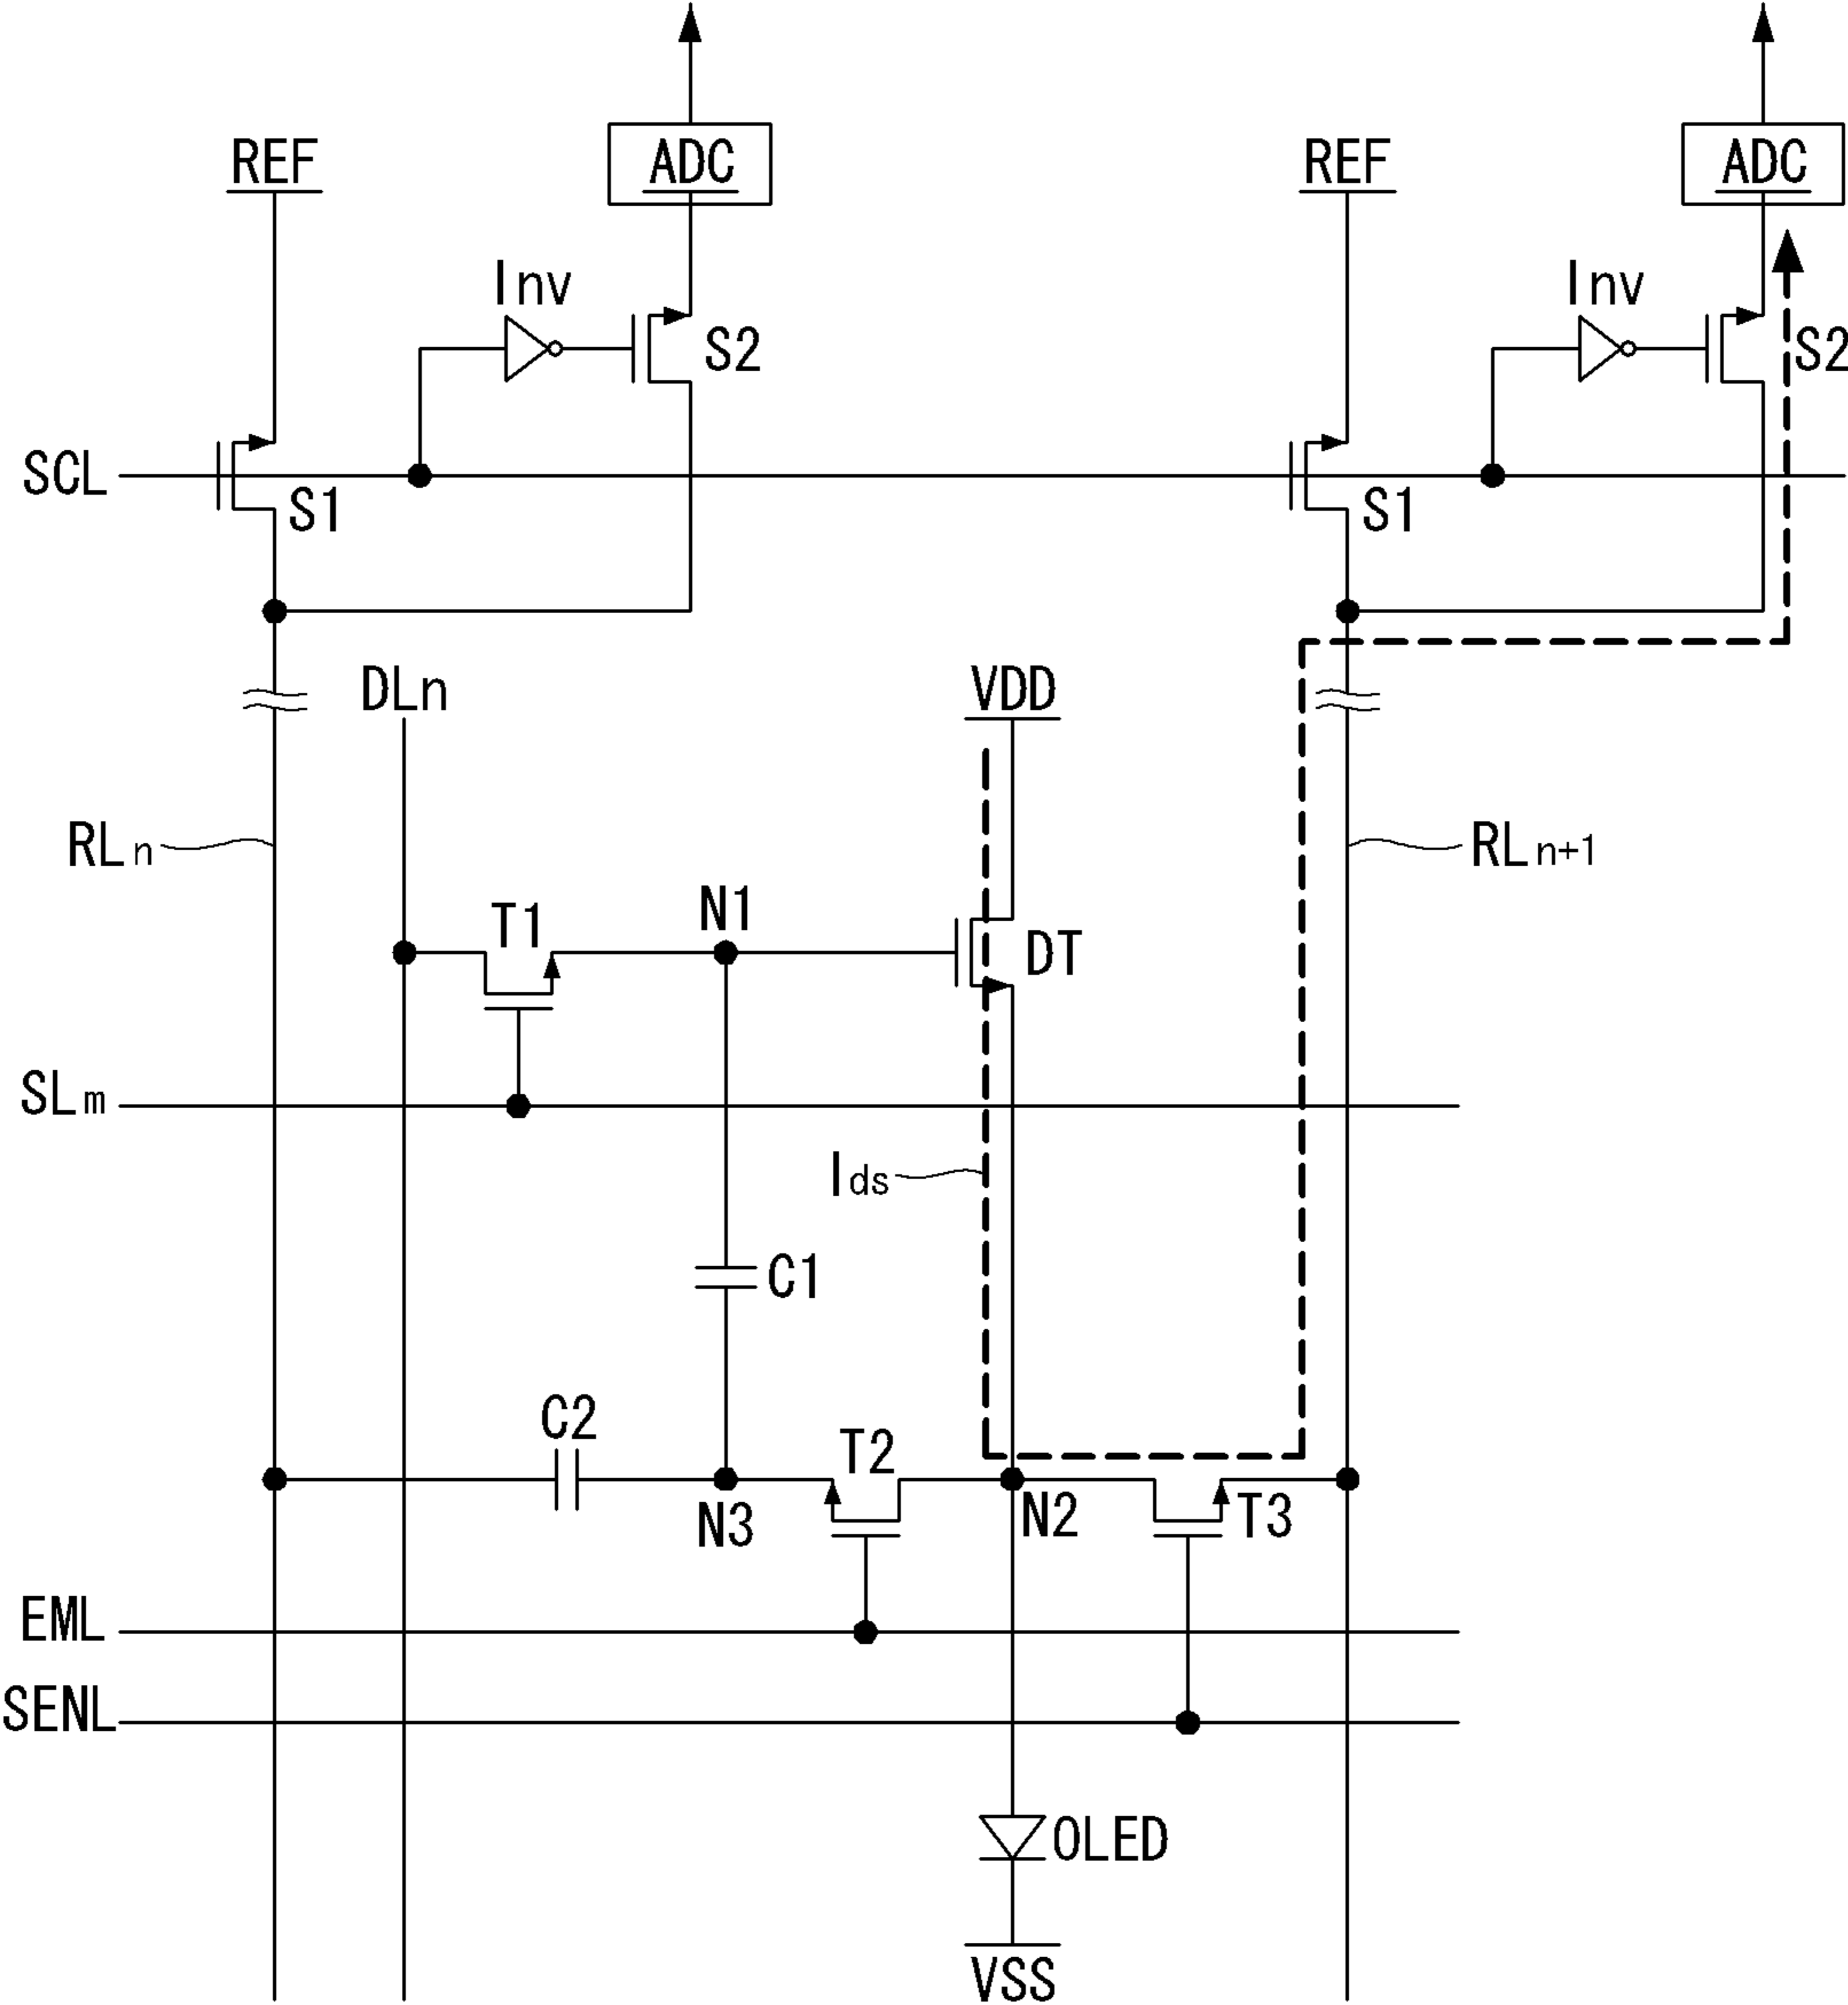 REF
ADC
REF
ADC
Inv
S2
Inv
S2
SCL
S1
S1
DLn
VDD
RLn
RLn+1
T1
N1
DT
SLm
Ids
C1
C2
T2
N3
N2
T3
EML
SENL
OLED
VSS